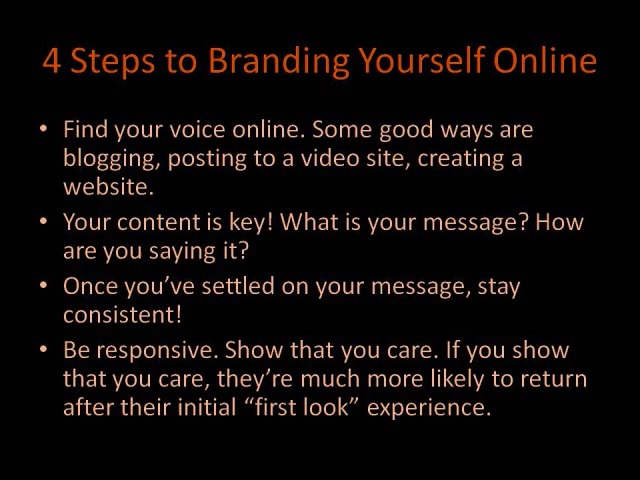 4 Steps to Branding Yourself Online
• Find your voice online. Some good ways are
blogging, posting to a video site, creating a
website.
• Your content is key! What is your message? How
are you saying it?
• Once you’ve settled on your message, stay
consistent!
• Be responsive. Show that you care. If you show
that you care, they’re much more likely to return
after their initial “first look” experience.